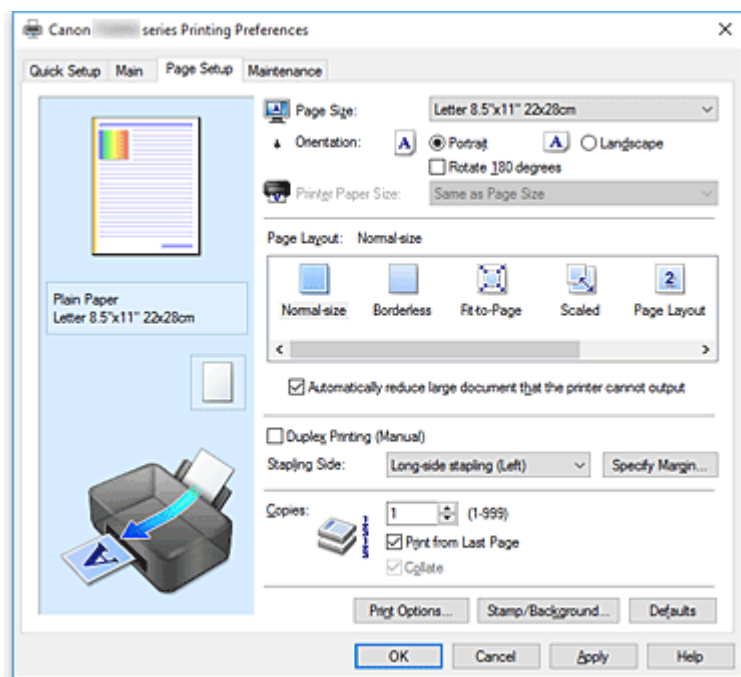 Canon series Printing Preferences
Quick Setup Main Page Setup Maintenance
Page Size: Letter 8.5"x11" 22x28cm
Orientation: A Portrait A Landscape
Rotate 180 degrees
Printer Paper Size: Same as Page Size
Page Layout: Normal-size
2
Normal-size Borderless Fit-to-Page Scaled Page Layout
Automatically reduce large document that the printer cannot output
Plain Paper
Letter 8.5"x11" 22x28cm
Duplex Printing (Manual)
Stapling Side: Long-side stapling (Left) Specify Margin...
Copies: 1 (1-999)
Print from Last Page
Collate
A
Print Options... Stamp/Background... Defaults
OK Cancel Apply Help